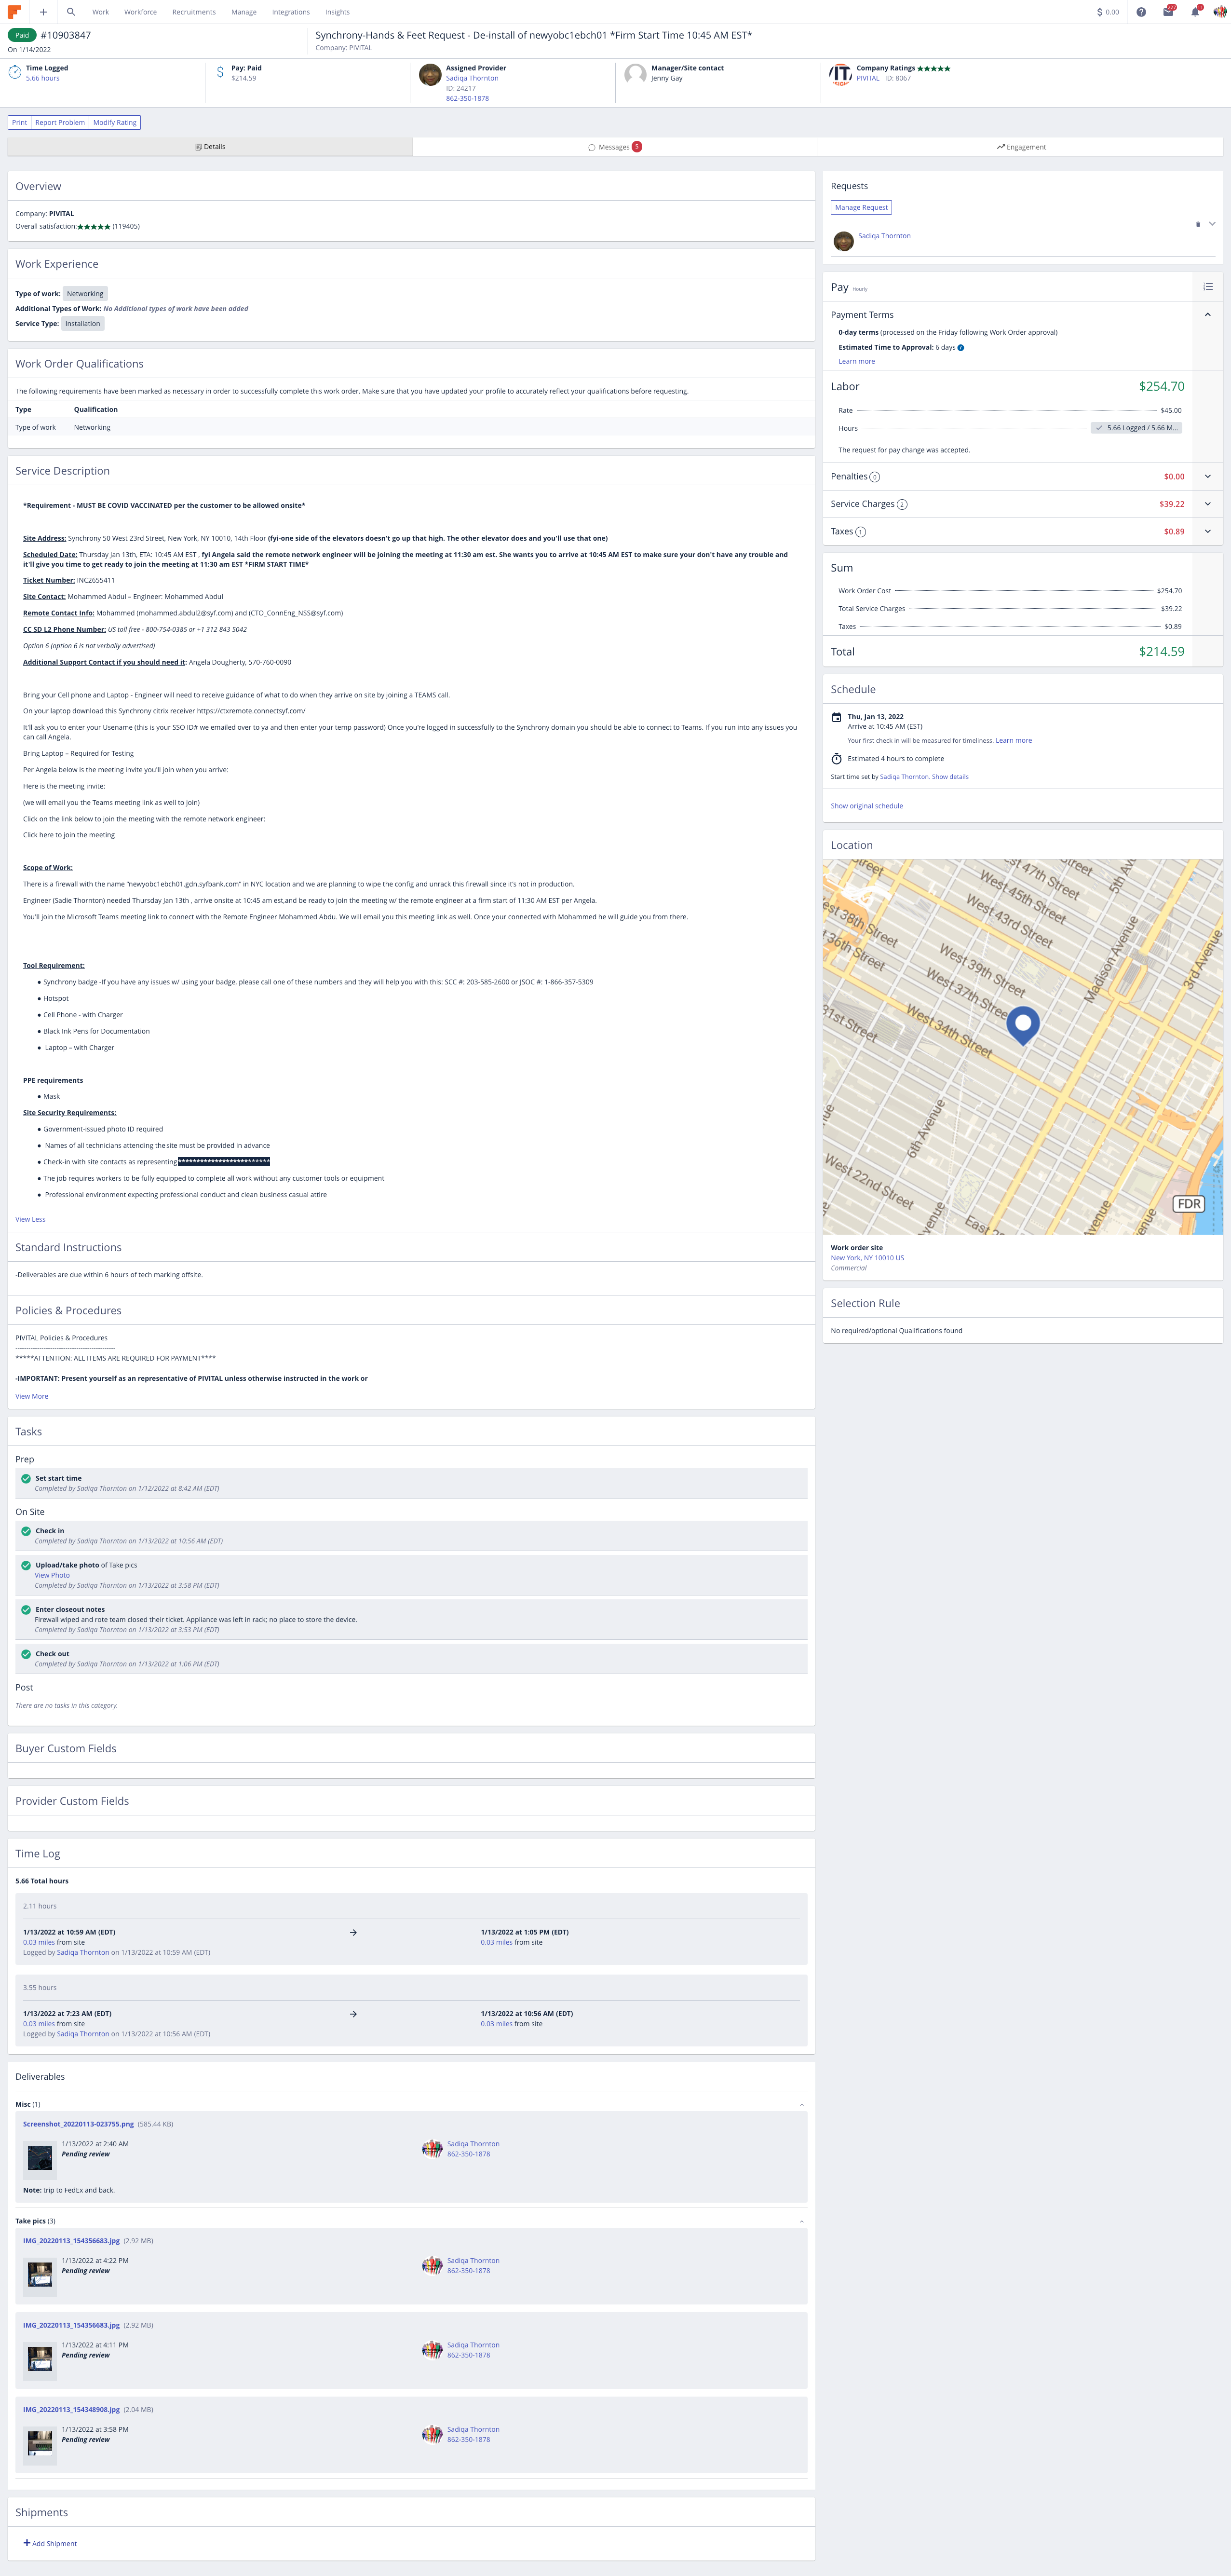 Work Workforce Recruitments Manage Integrations Insights
$ 0.00
Paid #10903847
On 1/14/2022
Synchrony-Hands & Feet Request - De-install of newyobc1ebch01 *Firm Start Time 10:45 AM EST*
Company: PIVITAL
Time Logged
5.66 hours
Pay: Paid
$214.59
Assigned Provider
Sadiqa Thornton
ID: 24217
862-350-1878
Manager/Site contact
Jenny Gay
Company Ratings ★★★★★
PIVITAL ID: 8067
Print Report Problem Modify Rating
Details
Messages 5
Engagement
Overview
Company: PIVITAL
Overall satisfaction:★★★★★ (119405)
Work Experience
Type of work: Networking
Additional Types of Work: No Additional types of work have been added
Service Type: Installation
Work Order Qualifications
The following requirements have been marked as necessary in order to successfully complete this work order. Make sure that you have updated your profile to accurately reflect your qualifications before requesting.
Type Qualification
Type of work Networking
Service Description
*Requirement - MUST BE COVID VACCINATED per the customer to be allowed onsite*
Site Address: Synchrony 50 West 23rd Street, New York, NY 10010, 14th Floor (fyi-one side of the elevators doesn't go up that high. The other elevator does and you'll use that one)
Scheduled Date: Thursday Jan 13th, ETA: 10:45 AM EST , fyi Angela said the remote network engineer will be joining the meeting at 11:30 am est. She wants you to arrive at 10:45 AM EST to make sure your don't have any trouble and
it'll give you time to get ready to join the meeting at 11:30 am EST *FIRM START TIME*
Ticket Number: INC2655411
Site Contact: Mohammed Abdul – Engineer: Mohammed Abdul
Remote Contact Info: Mohammed (mohammed.abdul2@syf.com) and (CTO_ConnEng_NSS@syf.com)
CC SD L2 Phone Number: US toll free - 800-754-0385 or +1 312 843 5042
Option 6 (option 6 is not verbally advertised)
Additional Support Contact if you should need it: Angela Dougherty, 570-760-0090
Bring your Cell phone and Laptop - Engineer will need to receive guidance of what to do when they arrive on site by joining a TEAMS call.
On your laptop download this Synchrony citrix receiver https://ctxremote.connectsyf.com/
It'll ask you to enter your Usename (this is your SSO ID# we emailed over to ya and then enter your temp password) Once you're logged in successfully to the Synchrony domain you should be able to connect to Teams. If you run into any issues you
can call Angela.
Bring Laptop – Required for Testing
Per Angela below is the meeting invite you'll join when you arrive:
Here is the meeting invite:
(we will email you the Teams meeting link as well to join)
Click on the link below to join the meeting with the remote network engineer:
Click here to join the meeting
Scope of Work:
There is a firewall with the name "newyobc1ebch01.gdn.syfbank.com" in NYC location and we are planning to wipe the config and unrack this firewall since it's not in production.
Engineer (Sadie Thornton) needed Thursday Jan 13th , arrive onsite at 10:45 am est,and be ready to join the meeting w/ the remote engineer at a firm start of 11:30 AM EST per Angela.
You'll join the Microsoft Teams meeting link to connect with the Remote Engineer Mohammed Abdu. We will email you this meeting link as well. Once your connected with Mohammed he will guide you from there.
Tool Requirement:
● Synchrony badge -If you have any issues w/ using your badge, please call one of these numbers and they will help you with this: SCC #: 203-585-2600 or JSOC #: 1-866-357-5309
● Hotspot
● Cell Phone - with Charger
● Black Ink Pens for Documentation
● Laptop – with Charger
PPE requirements
● Mask
Site Security Requirements:
● Government-issued photo ID required
● Names of all technicians attending the site must be provided in advance
● Check-in with site contacts as representing
● The job requires workers to be fully equipped to complete all work without any customer tools or equipment
● Professional environment expecting professional conduct and clean business casual attire
View Less
Standard Instructions
-Deliverables are due within 6 hours of tech marking offsite.
Policies & Procedures
PIVITAL Policies & Procedures
*****ATTENTION: ALL ITEMS ARE REQUIRED FOR PAYMENT****
-IMPORTANT: Present yourself as an representative of PIVITAL unless otherwise instructed in the work or
View More
Tasks
Prep
Set start time
Completed by Sadiqa Thornton on 1/12/2022 at 8:42 AM (EDT)
On Site
Check in
Completed by Sadiqa Thornton on 1/13/2022 at 10:56 AM (EDT)
Upload/take photo of Take pics
View Photo
Completed by Sadiqa Thornton on 1/13/2022 at 3:58 PM (EDT)
Enter closeout notes
Firewall wiped and rote team closed their ticket. Appliance was left in rack; no place to store the device.
Completed by Sadiqa Thornton on 1/13/2022 at 3:53 PM (EDT)
Check out
Completed by Sadiqa Thornton on 1/13/2022 at 1:06 PM (EDT)
Post
There are no tasks in this category.
Buyer Custom Fields
Provider Custom Fields
Time Log
5.66 Total hours
2.11 hours
1/13/2022 at 10:59 AM (EDT) → 1/13/2022 at 1:05 PM (EDT)
0.03 miles from site 0.03 miles from site
Logged by Sadiqa Thornton on 1/13/2022 at 10:59 AM (EDT)
3.55 hours
1/13/2022 at 7:23 AM (EDT) → 1/13/2022 at 10:56 AM (EDT)
0.03 miles from site 0.03 miles from site
Logged by Sadiqa Thornton on 1/13/2022 at 10:56 AM (EDT)
Deliverables
Misc (1)
Screenshot_20220113-023755.png (585.44 KB)
1/13/2022 at 2:40 AM Sadiqa Thornton
Pending review 862-350-1878
Note: trip to FedEx and back.
Take pics (3)
IMG_20220113_154356683.jpg (2.92 MB)
1/13/2022 at 4:22 PM Sadiqa Thornton
Pending review 862-350-1878
IMG_20220113_154356683.jpg (2.92 MB)
1/13/2022 at 4:11 PM Sadiqa Thornton
Pending review 862-350-1878
IMG_20220113_154348908.jpg (2.04 MB)
1/13/2022 at 3:58 PM Sadiqa Thornton
Pending review 862-350-1878
Shipments
+ Add Shipment
Requests
Manage Request
Sadiqa Thornton
Pay Hourly
Payment Terms
0-day terms (processed on the Friday following Work Order approval)
Estimated Time to Approval: 6 days
Learn more
Labor $254.70
Rate $45.00
Hours 5.66 Logged / 5.66 M...
The request for pay change was accepted.
Penalties 0 $0.00
Service Charges 2 $39.22
Taxes 1 $0.89
Sum
Work Order Cost $254.70
Total Service Charges $39.22
Taxes $0.89
Total $214.59
Schedule
Thu, Jan 13, 2022
Arrive at 10:45 AM (EST)
Your first check in will be measured for timeliness. Learn more
Estimated 4 hours to complete
Start time set by Sadiqa Thornton. Show details
Show original schedule
Location
West 47th Street
West 45th Street
5th Ave
West 43rd Street
West 38th Street
36th Street
West 39th Street
West 37th Street
Madison Avenue
3rd Avenue
31st Street
West 34th Street
6th Avenue
West 22nd Street
FDR
Work order site
New York, NY 10010 US
Commercial
Selection Rule
No required/optional Qualifications found